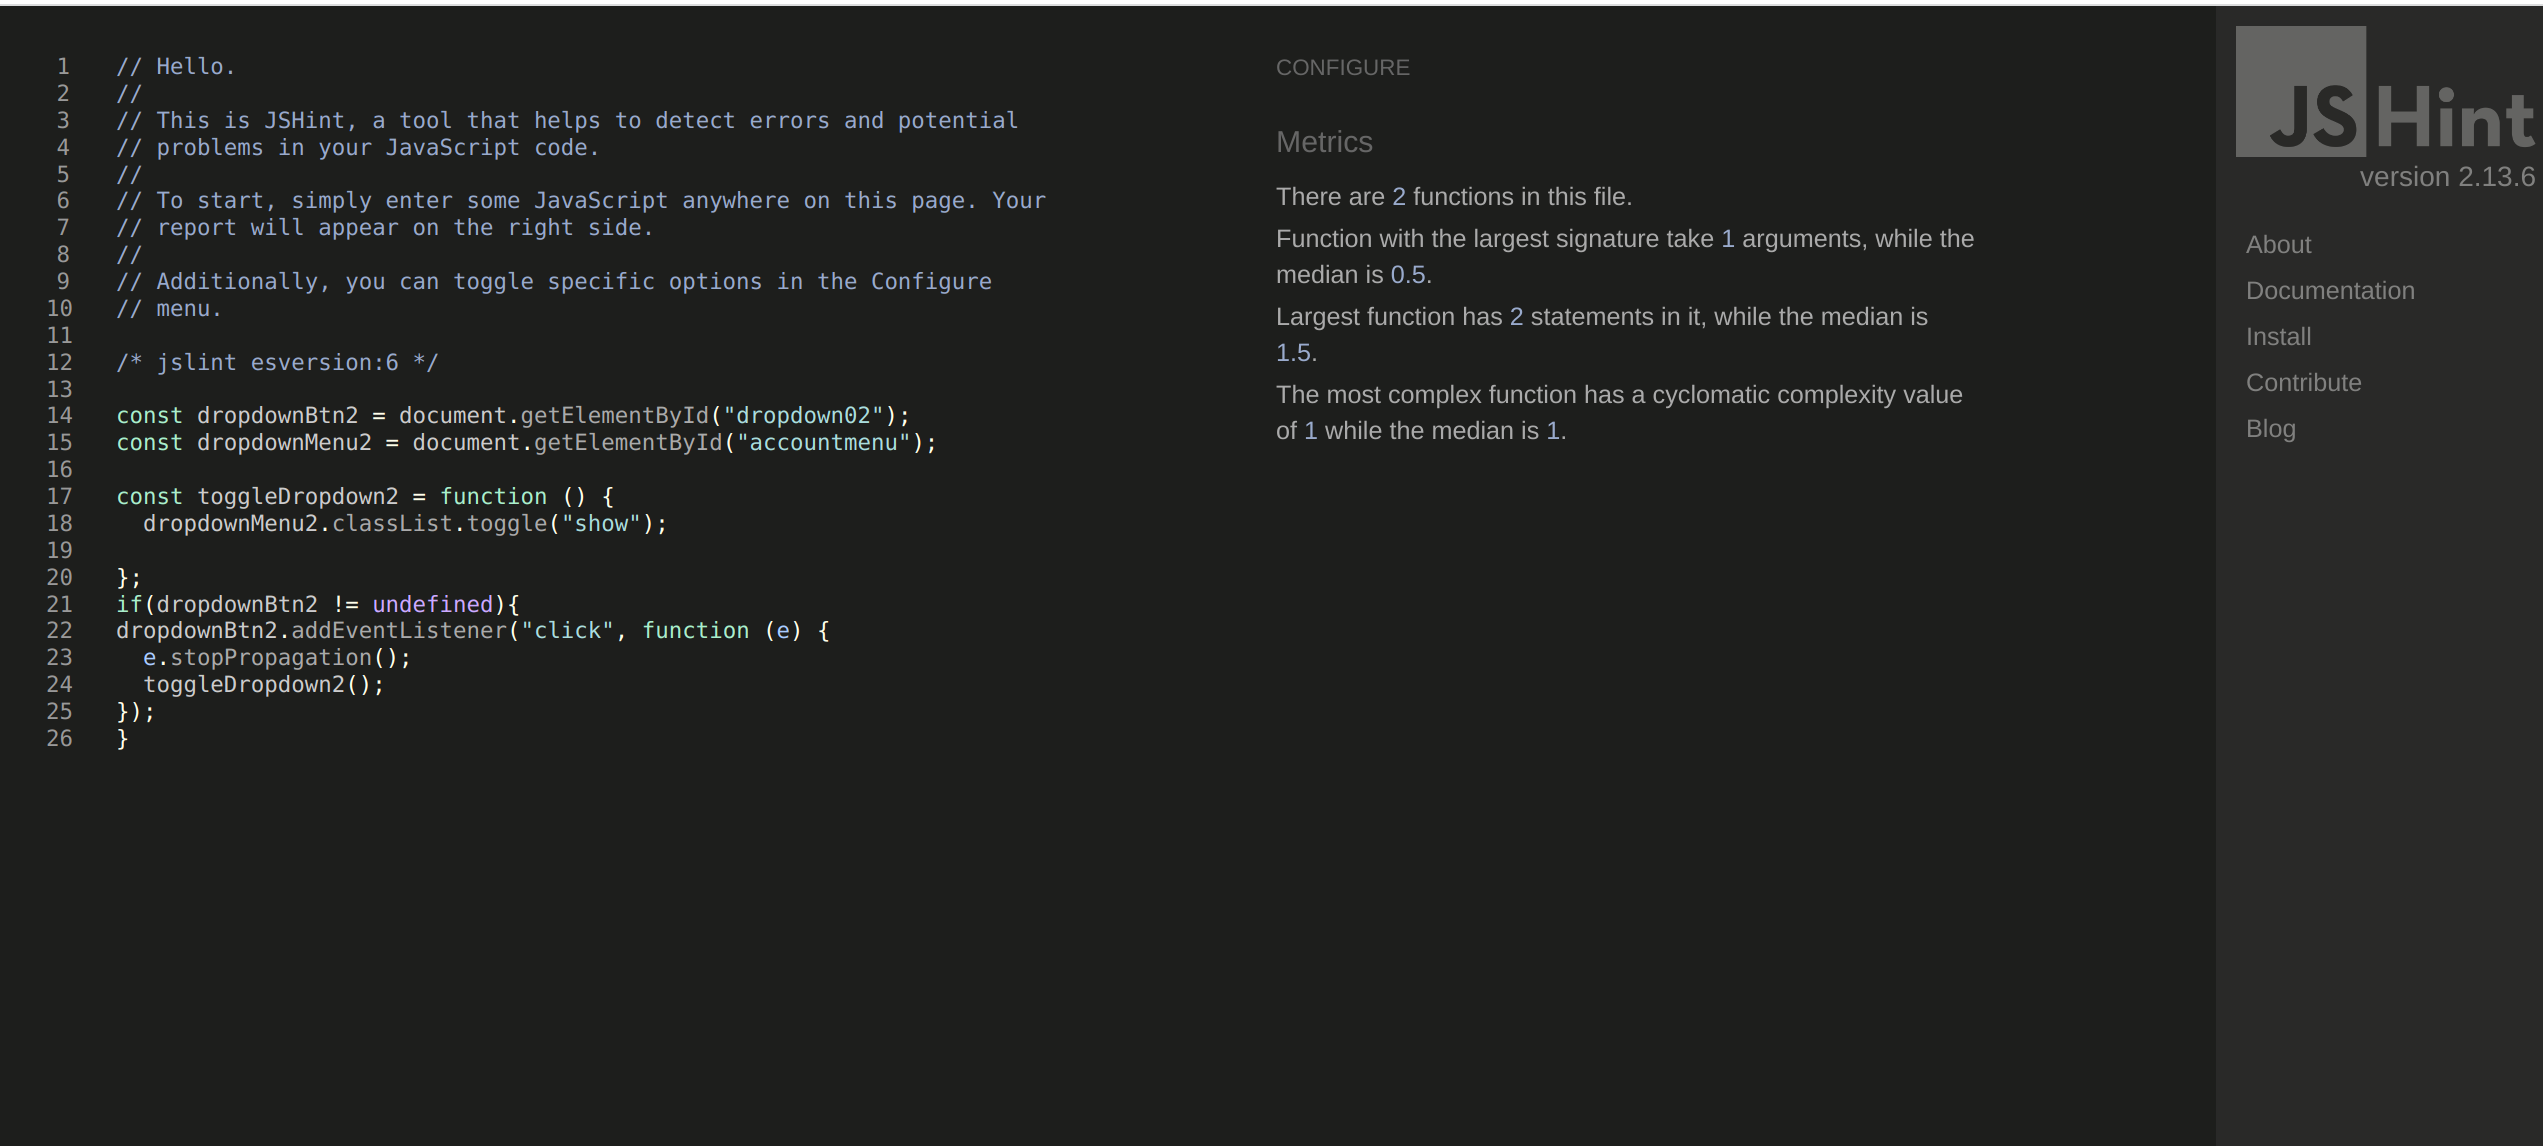 1 // Hello.
2 //
3 // This is JSHint, a tool that helps to detect errors and potential
4 // problems in your JavaScript code.
5 //
6 // To start, simply enter some JavaScript anywhere on this page. Your
7 // report will appear on the right side.
8 //
9 // Additionally, you can toggle specific options in the Configure
10 // menu.
11
12 /* jslint esversion:6 */
13
14 const dropdownBtn2 = document.getElementById("dropdown02");
15 const dropdownMenu2 = document.getElementById("accountmenu");
16
17 const toggleDropdown2 = function () {
18   dropdownMenu2.classList.toggle("show");
19
20 };
21 if(dropdownBtn2 != undefined){
22 dropdownBtn2.addEventListener("click", function (e) {
23   e.stopPropagation();
24   toggleDropdown2();
25 });
26 }
CONFIGURE
Metrics
There are 2 functions in this file.
Function with the largest signature take 1 arguments, while the
median is 0.5.
Largest function has 2 statements in it, while the median is
1.5.
The most complex function has a cyclomatic complexity value
of 1 while the median is 1.
JSHint
version 2.13.6
About
Documentation
Install
Contribute
Blog